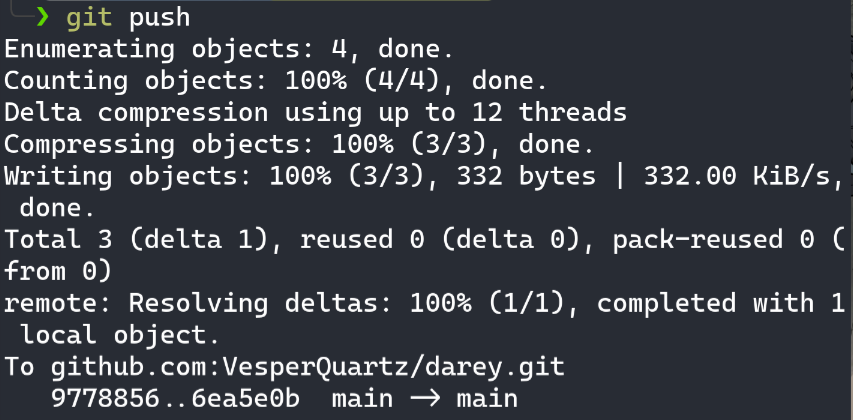 ❯ git push
Enumerating objects: 4, done.
Counting objects: 100% (4/4), done.
Delta compression using up to 12 threads
Compressing objects: 100% (3/3), done.
Writing objects: 100% (3/3), 332 bytes | 332.00 KiB/s,
 done.
Total 3 (delta 1), reused 0 (delta 0), pack-reused 0 (
from 0)
remote: Resolving deltas: 100% (1/1), completed with 1
 local object.
To github.com:VesperQuartz/darey.git
   9778856..6ea5e0b  main -> main